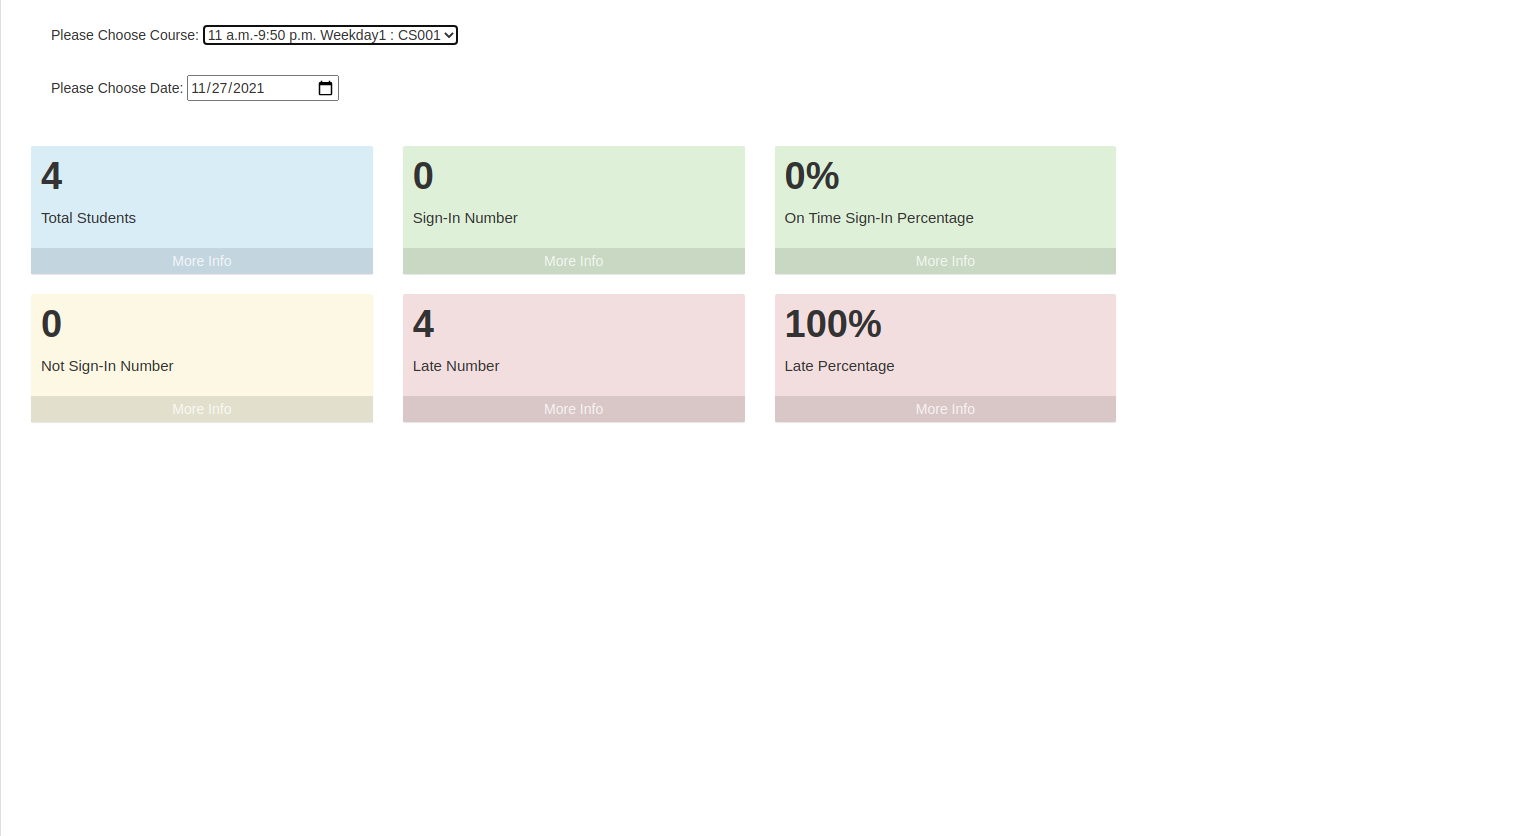 Please Choose Course: 11 a.m.-9:50 p.m. Weekday1 : CS001
Please Choose Date: 11/27/2021
4
Total Students
More Info
0
Sign-In Number
More Info
0%
On Time Sign-In Percentage
More Info
0
Not Sign-In Number
More Info
4
Late Number
More Info
100%
Late Percentage
More Info